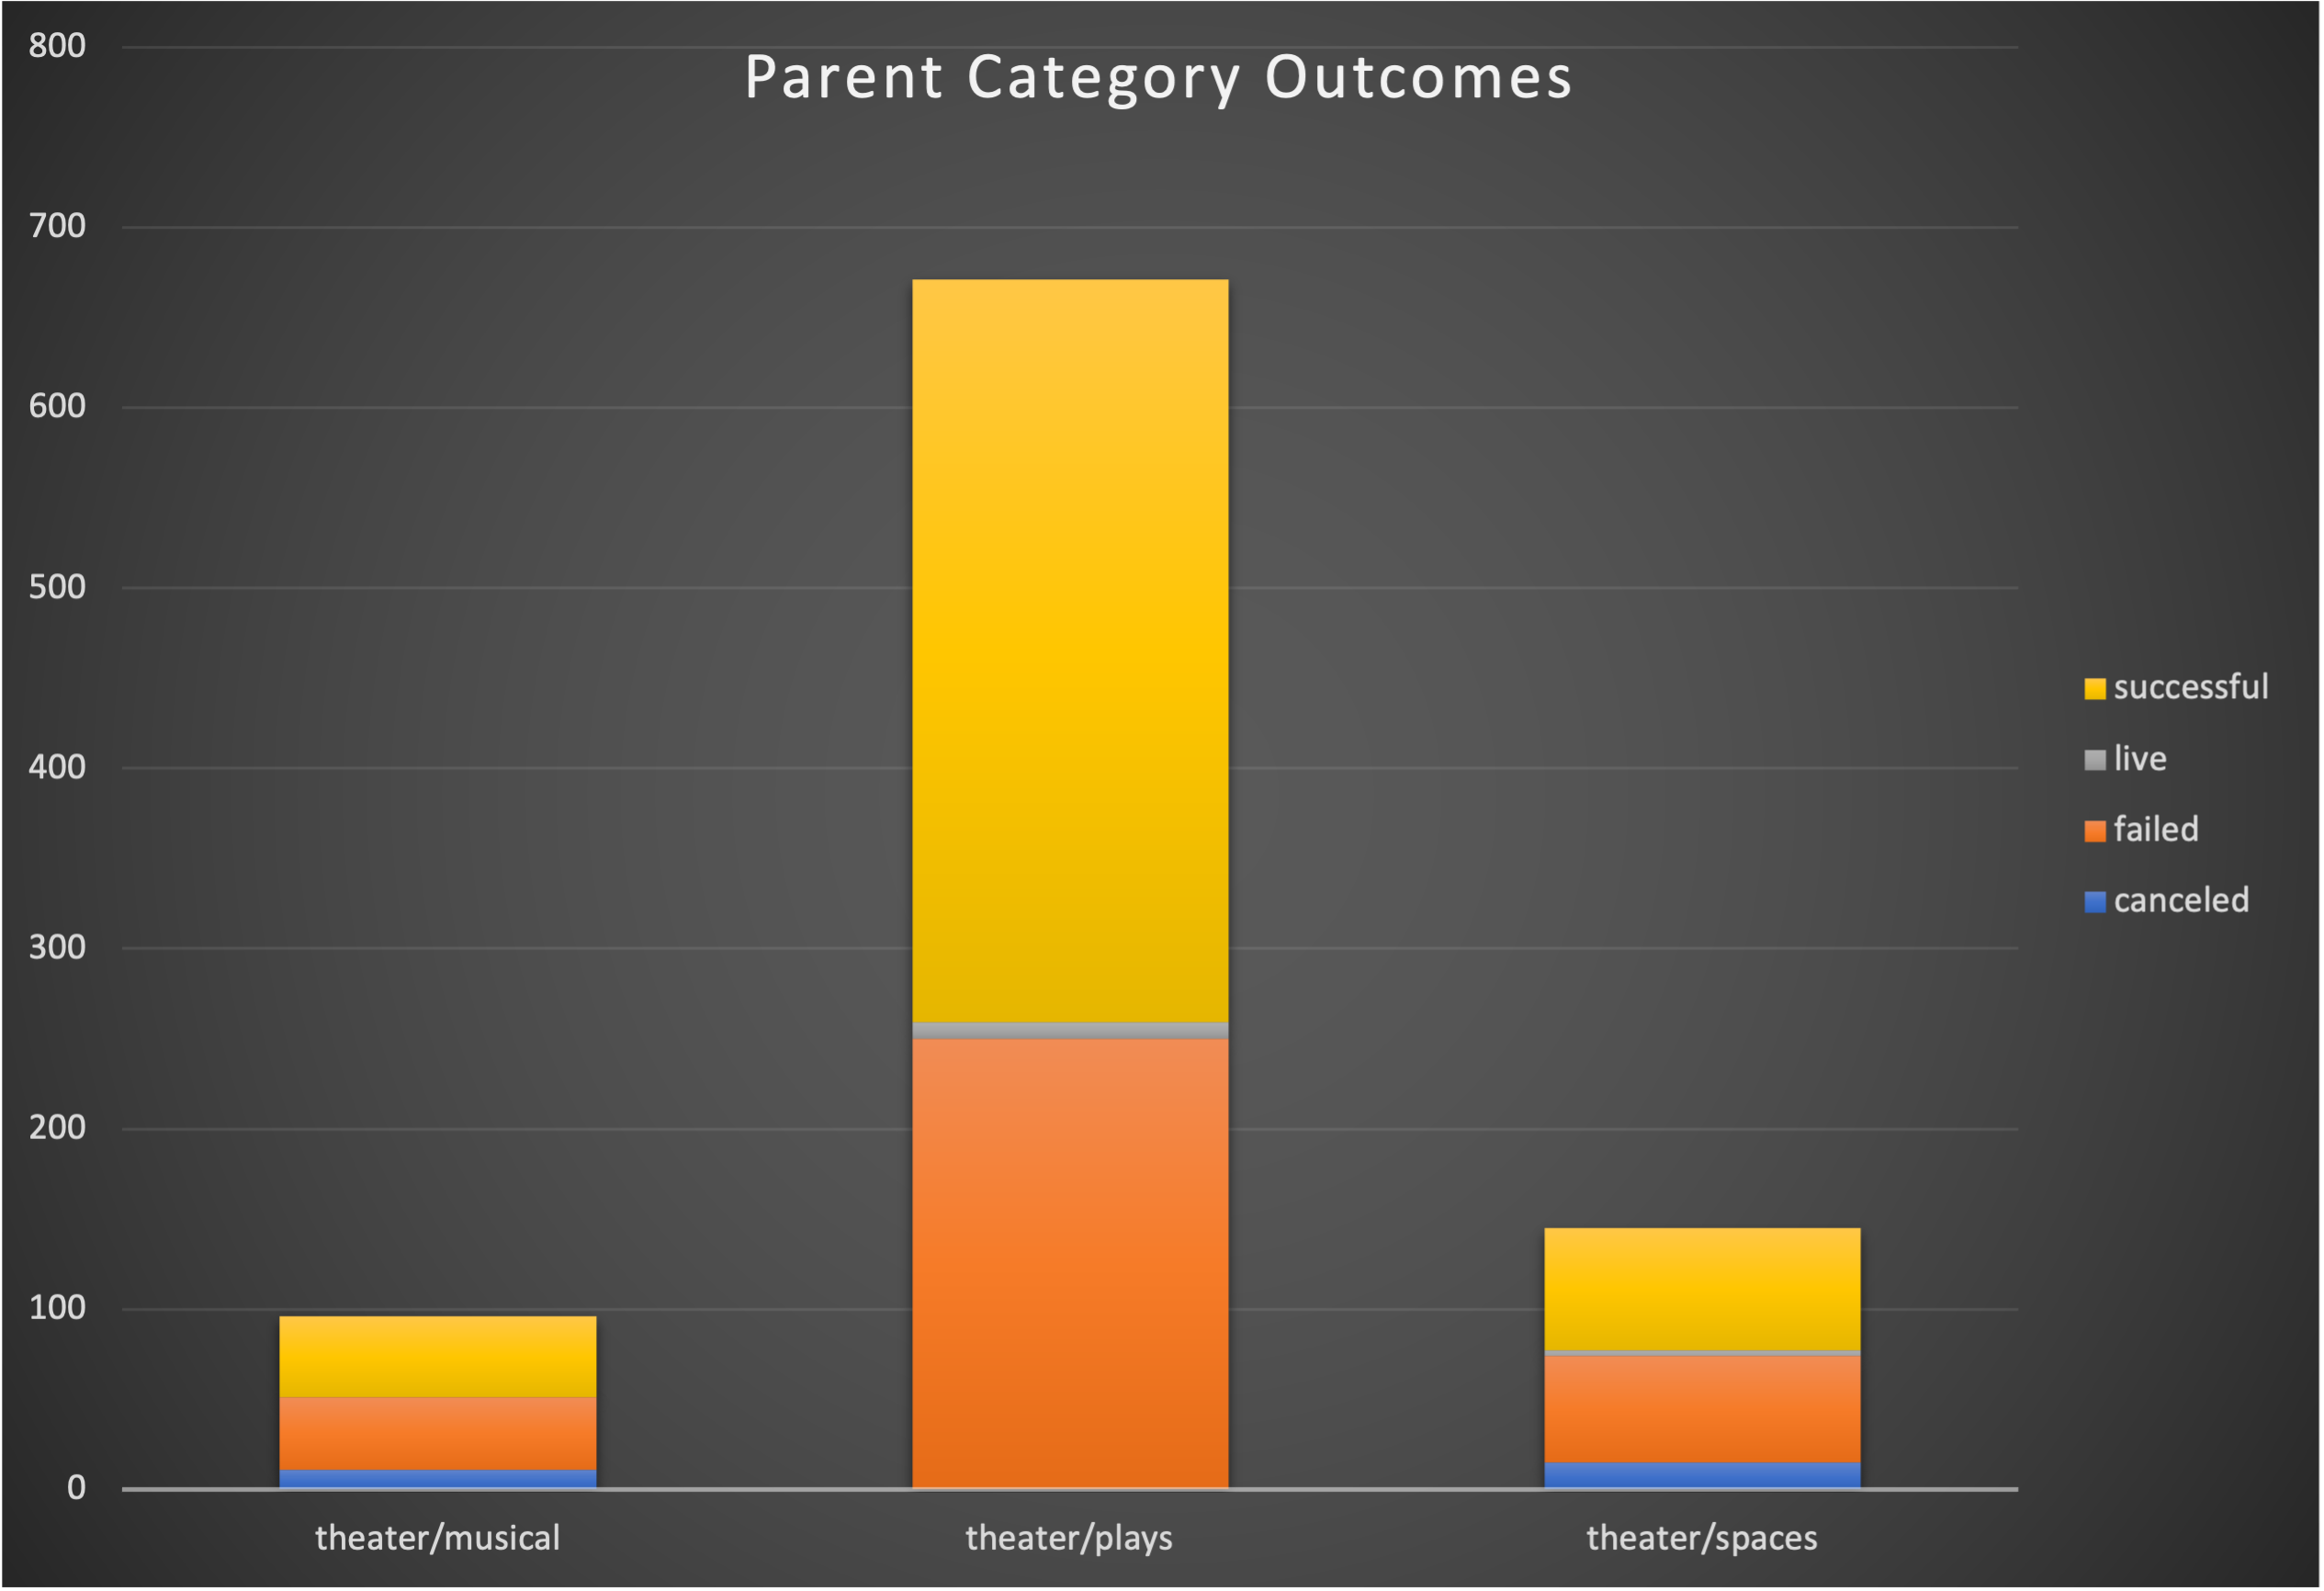 Parent Category Outcomes
800
700
600
500
400
300
200
100
0
theater/musical
theater/plays
theater/spaces
successful
live
failed
canceled